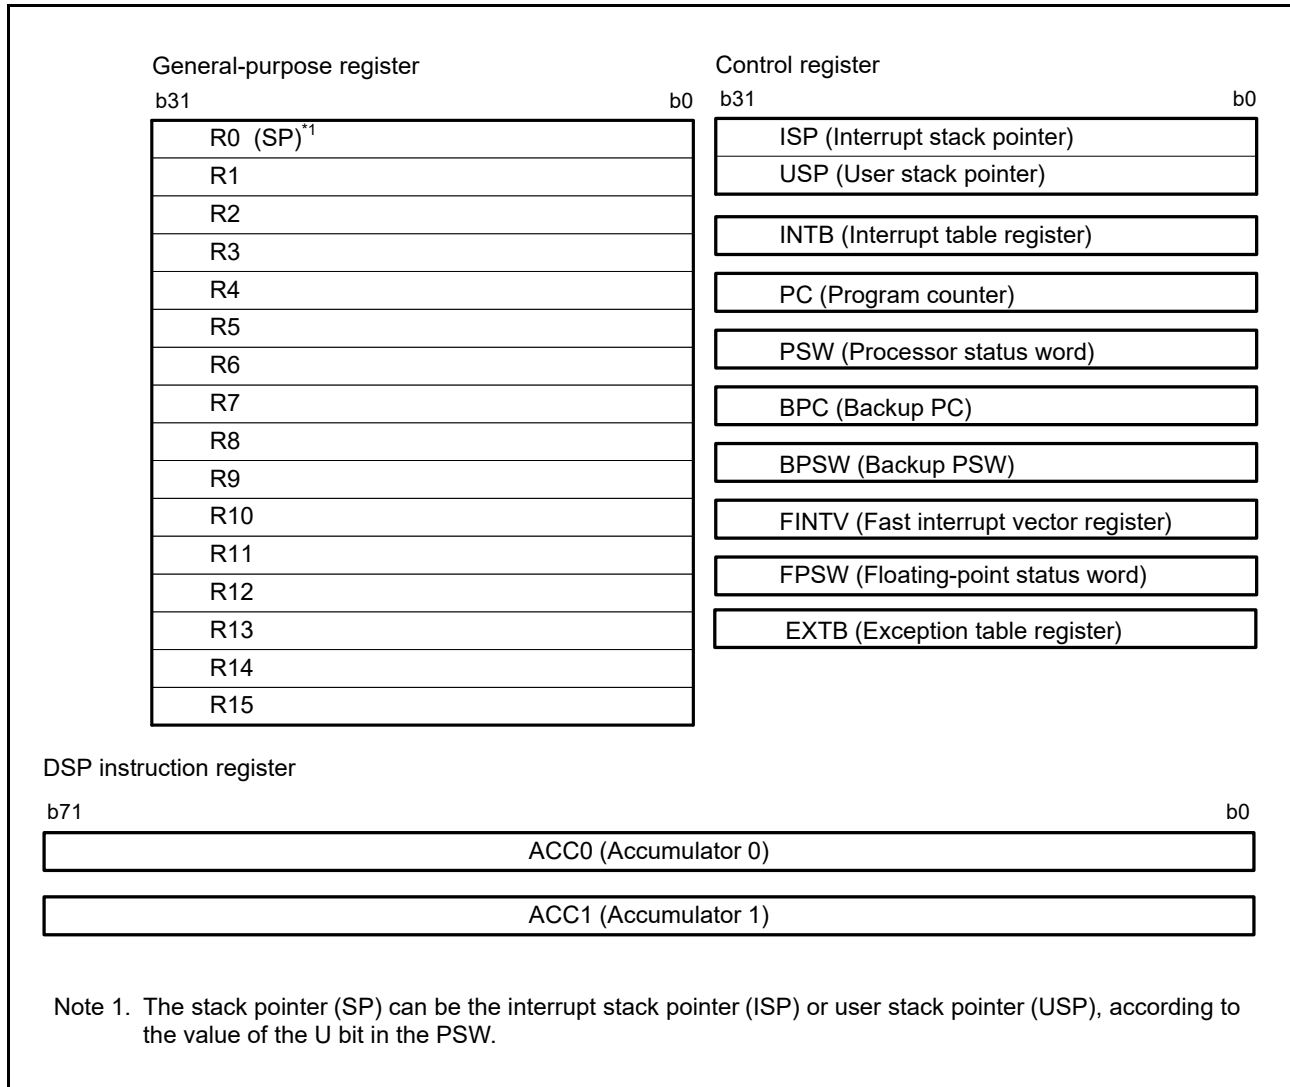 General-purpose register
b31 b0
R0 (SP)*1
R1
R2
R3
R4
R5
R6
R7
R8
R9
R10
R11
R12
R13
R14
R15
Control register
b31 b0
ISP (Interrupt stack pointer)
USP (User stack pointer)
INTB (Interrupt table register)
PC (Program counter)
PSW (Processor status word)
BPC (Backup PC)
BPSW (Backup PSW)
FINTV (Fast interrupt vector register)
FPSW (Floating-point status word)
EXTB (Exception table register)
DSP instruction register
b71 b0
ACC0 (Accumulator 0)
ACC1 (Accumulator 1)
Note 1. The stack pointer (SP) can be the interrupt stack pointer (ISP) or user stack pointer (USP), according to
the value of the U bit in the PSW.